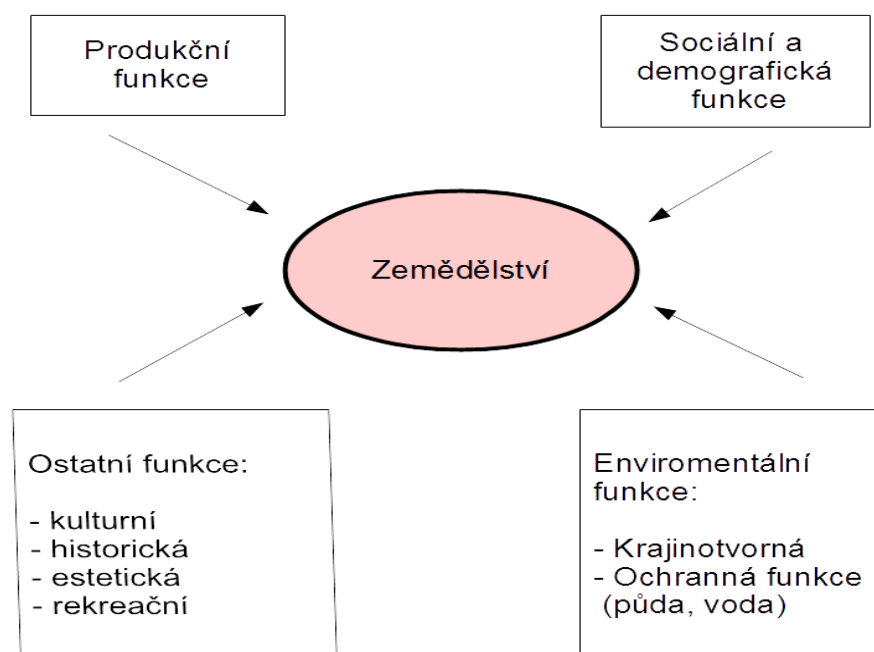 Produkční
funkce
Sociální a
demografická
funkce
Zemědělství
Ostatní funkce:
- kulturní
- historická
- estetická
- rekreační
Enviromentální
funkce:
- Krajinotvorná
- Ochranná funkce
(půda, voda)